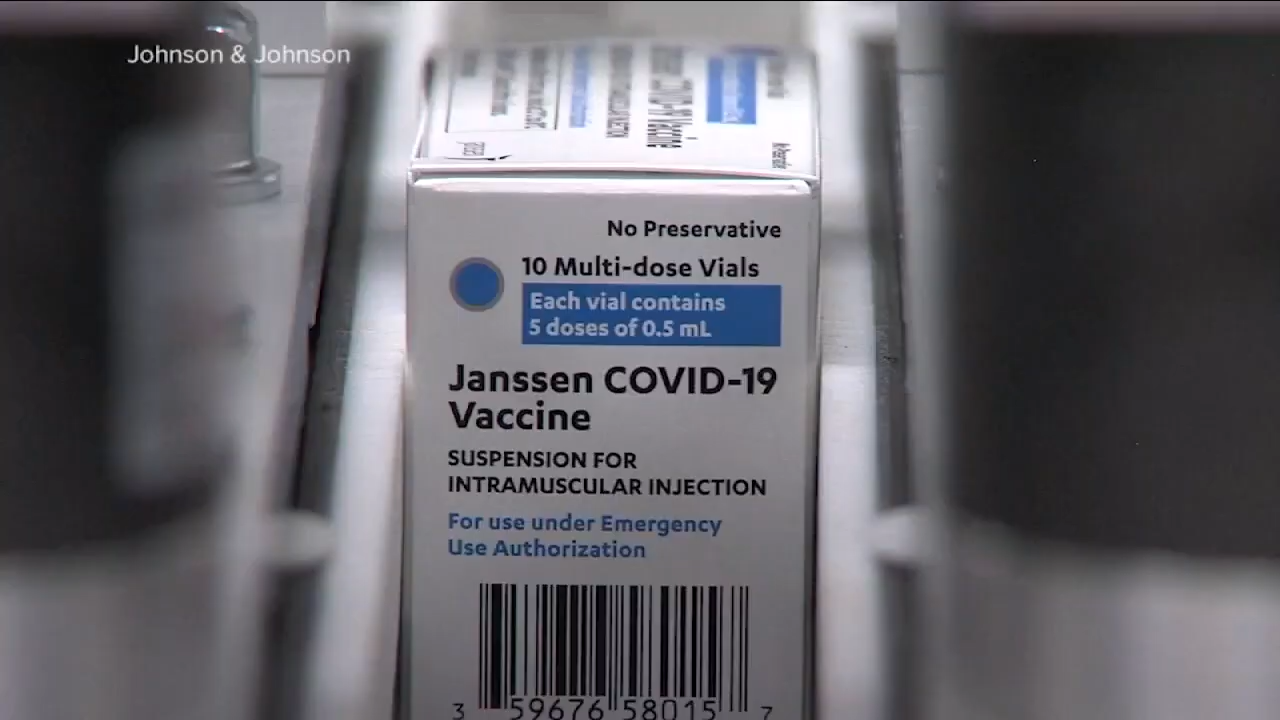 Johnson & Johnson
No Preservative
10 Multi-dose Vials
Each vial contains
5 doses of 0.5 mL
Janssen COVID-19
Vaccine
SUSPENSION FOR
INTRAMUSCULAR INJECTION
For use under Emergency
Use Authorization
3 59676 58015 7